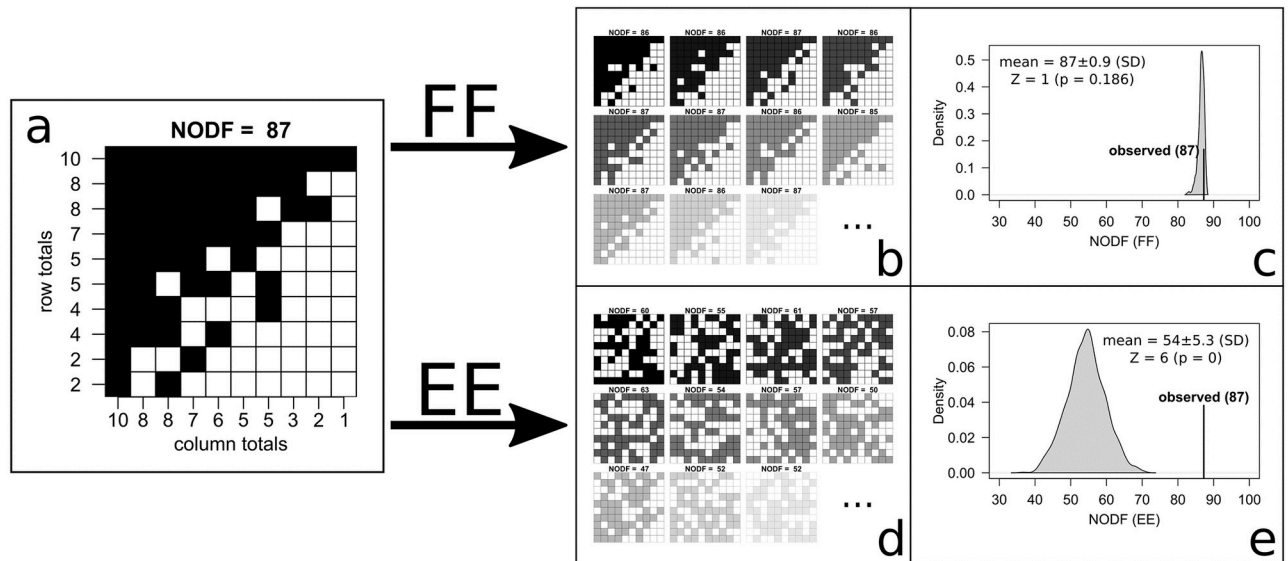 a
NODF = 87
10
8
8
7
5
5
4
4
2
2
row totals
10 8 8 7 6 5 5 3 2 1
column totals
FF
EE
NODF = 86 NODF = 86 NODF = 87 NODF = 86
NODF = 87 NODF = 87 NODF = 86 NODF = 85
NODF = 87 NODF = 86 NODF = 87
...
b
mean = 87±0.9 (SD)
Z = 1 (p = 0.186)
observed (87)
0.5
0.4
0.3
0.2
0.1
0.0
Density
30 40 50 60 70 80 90 100
NODF (FF)
c
NODF = 60 NODF = 55 NODF = 61 NODF = 57
NODF = 63 NODF = 54 NODF = 57 NODF = 50
NODF = 47 NODF = 52 NODF = 52
...
d
mean = 54±5.3 (SD)
Z = 6 (p = 0)
observed (87)
0.08
0.06
0.04
0.02
0.00
Density
30 40 50 60 70 80 90 100
NODF (EE)
e